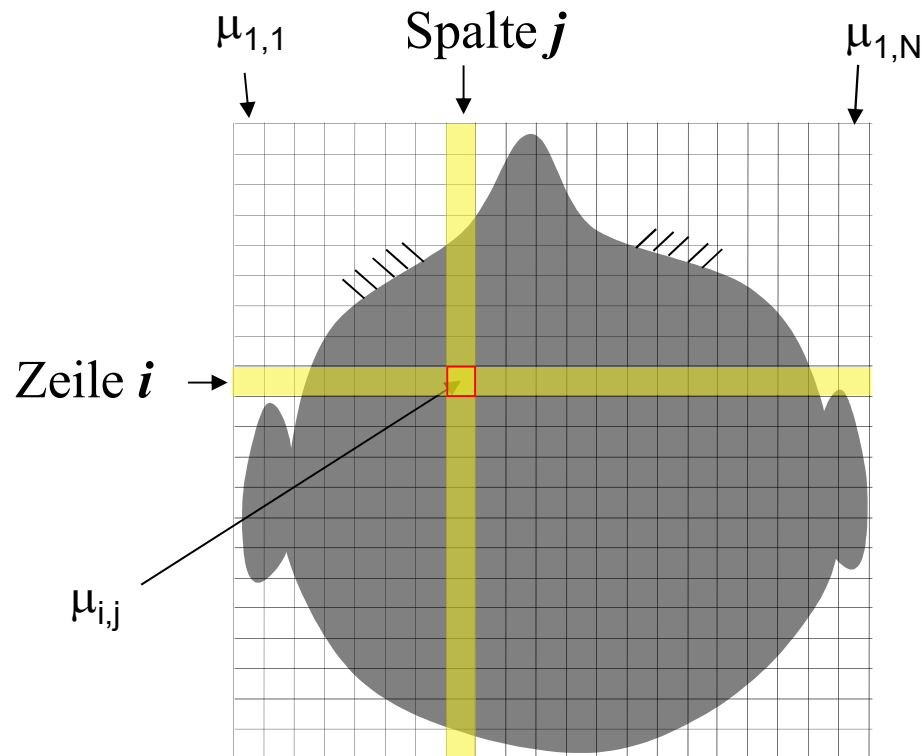 μ1,1
Spalte j
μ1,N
Zeile i
μi,j